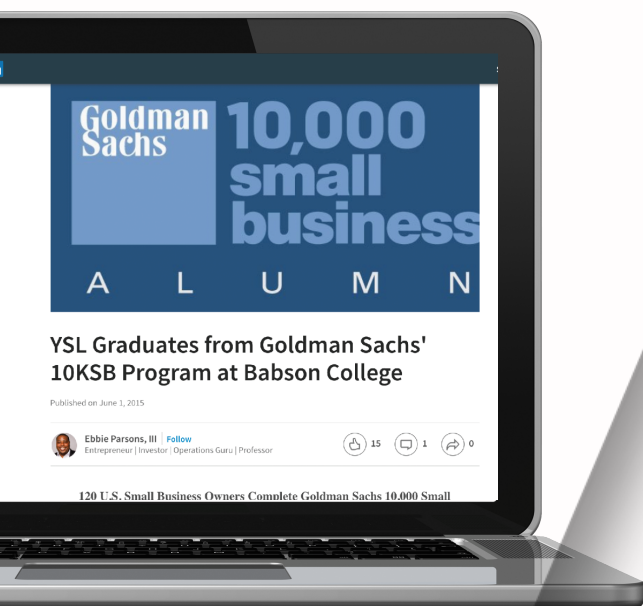 Goldman
Sachs
10,000
small
business
A L U M N
YSL Graduates from Goldman Sachs'
10KSB Program at Babson College
Published on June 1, 2015
Ebbie Parsons, III | Follow
Entrepreneur | Investor | Operations Guru | Professor
15
1
0
120 U.S. Small Business Owners Complete Goldman Sachs 10,000 Small